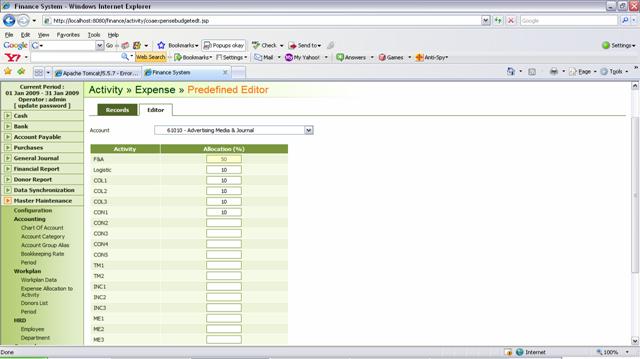 Finance System - Windows Internet Explorer
http://localhost:8080/finance/activity/coaexpensebudgetedt.jsp
Google
File Edit View Favorites Tools Help
Google Bookmarks Popups okay Check Send to Settings
Web Search Bookmarks Settings Mail My Yahoo! Answers Games Anti-Spy
Apache Tomcat/5.5.7 - Error... Finance System Page Tools
Current Period :
01 Jan 2009 - 31 Jan 2009
Operator : admin
[ update password ]
Cash
Bank
Account Payable
Purchases
General Journal
Financial Report
Donor Report
Data Synchronization
Master Maintenance
Configuration
Accounting
Chart Of Account
Account Category
Account Group Alias
Bookkeeping Rate
Period
Workplan
Workplan Data
Expense Allocation to
Activity
Donors List
Period
HRD
Employee
Department
Activity » Expense » Predefined Editor
Records Editor
Account 61010 - Advertising Media & Journal
Activity Allocation (%)
F&A 50
Logistic 10
COL1 10
COL2 10
COL3 10
CON1 10
CON2
CON3
CON4
CON5
TM1
TM2
INC1
INC2
INC3
ME1
ME2
ME3
Done Internet 100%